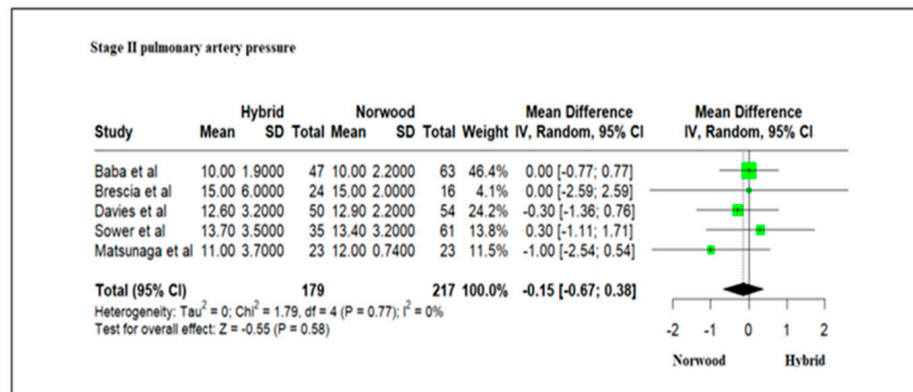 Stage II pulmonary artery pressure
Hybrid Norwood Mean Difference Mean Difference
Study Mean SD Total Mean SD Total Weight IV, Random, 95% CI IV, Random, 95% CI
Baba et al 10.00 1.9000 47 10.00 2.2000 63 46.4% 0.00 [-0.77; 0.77]
Brescia et al 15.00 6.0000 24 15.00 2.0000 16 4.1% 0.00 [-2.59; 2.59]
Davies et al 12.60 3.2000 50 12.90 2.2000 54 24.2% -0.30 [-1.36; 0.76]
Sower et al 13.70 3.5000 35 13.40 3.2000 61 13.8% 0.30 [-1.11; 1.71]
Matsunaga et al 11.00 3.7000 23 12.00 0.7400 23 11.5% -1.00 [-2.54; 0.54]
Total (95% CI) 179 217 100.0% -0.15 [-0.67; 0.38]
Heterogeneity: Tau² = 0; Chi² = 1.79, df = 4 (P = 0.77); I² = 0%
Test for overall effect: Z = -0.55 (P = 0.58)
-2 -1 0 1 2
Norwood Hybrid